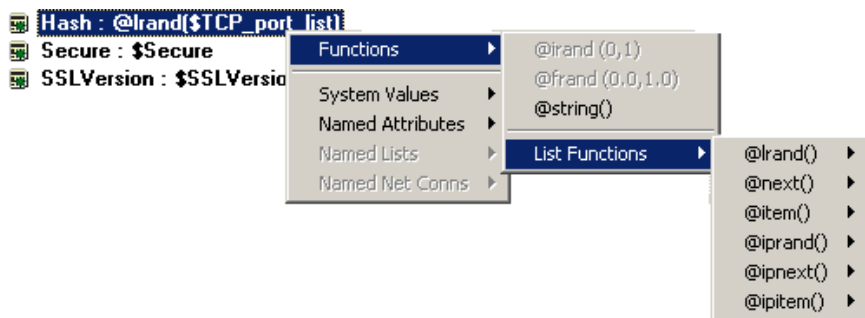 Hash : @lrand($TCP_port_list)
Secure : $Secure
SSLVersion : $SSLVersio
Functions
System Values
Named Attributes
Named Lists
Named Net Conns
@irand (0,1)
@frand (0.0,1.0)
@string()
List Functions
@lrand()
@next()
@item()
@iprand()
@ipnext()
@ipitem()